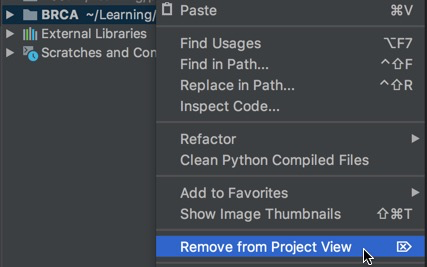 Paste ⌘V
BRCA ~/Learning/
External Libraries
Scratches and Con
Find Usages ⌥F7
Find in Path... ^⇧F
Replace in Path... ^⇧R
Inspect Code...
Refactor
Clean Python Compiled Files
Add to Favorites
Show Image Thumbnails ⇧⌘T
Remove from Project View ⌦